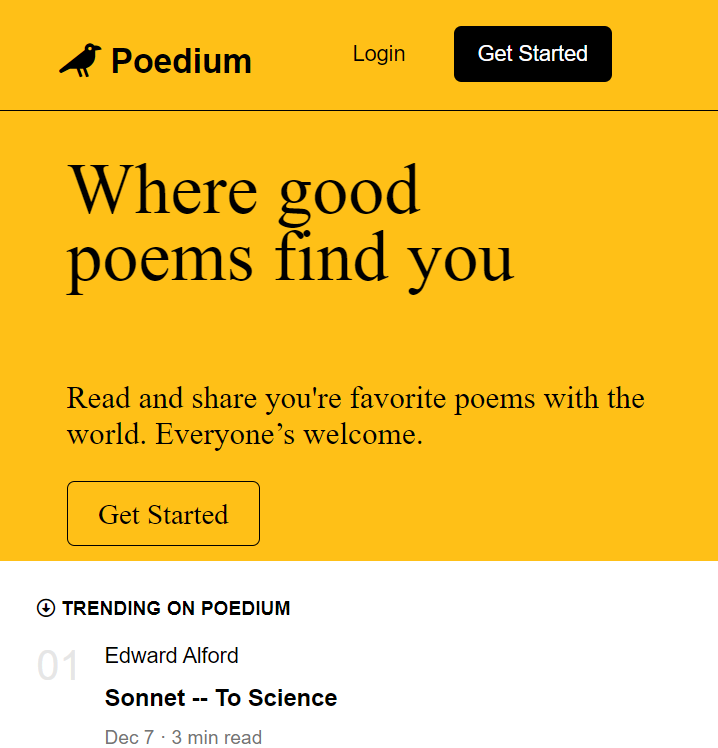 Poedium
Login
Get Started
Where good
poems find you
Read and share you're favorite poems with the
world. Everyone’s welcome.
Get Started
TRENDING ON POEDIUM
01
Edward Alford
Sonnet -- To Science
Dec 7 · 3 min read